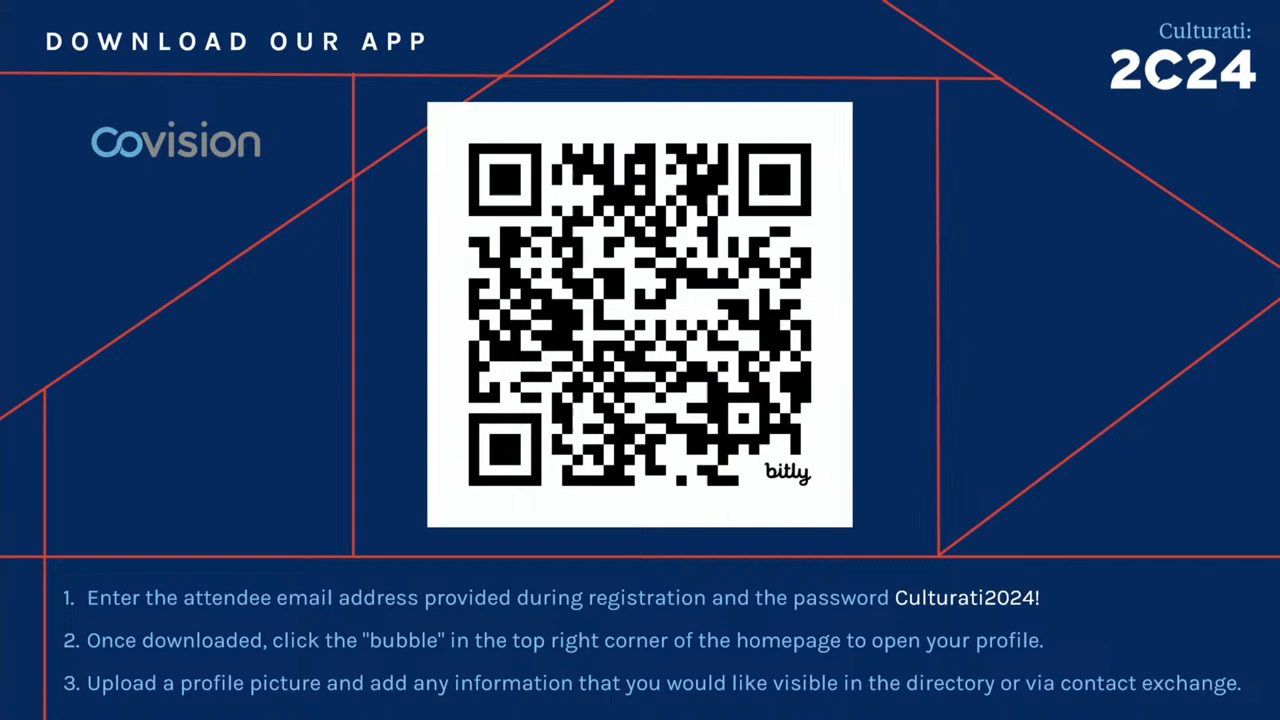 DOWNLOAD OUR APP
Culturati:
2C24
Covision
bitly
1. Enter the attendee email address provided during registration and the password Culturati2024!
2. Once downloaded, click the "bubble" in the top right corner of the homepage to open your profile.
3. Upload a profile picture and add any information that you would like visible in the directory or via contact exchange.